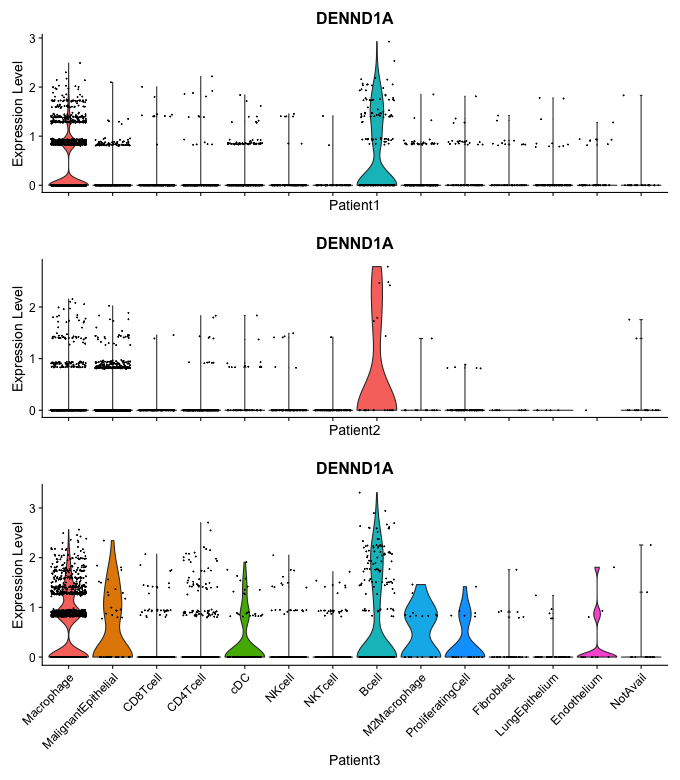 DENND1A
Expression Level
3
2
1
0
Patient1
DENND1A
Expression Level
2
1
0
Patient2
DENND1A
Expression Level
3
2
1
0
Macrophage
MalignantEpithelial
CD8Tcell
CD4Tcell
cDC
NKcell
NKTcell
Bcell
M2Macrophage
ProliferatingCell
Fibroblast
LungEpithelium
Endothelium
NotAvail
Patient3